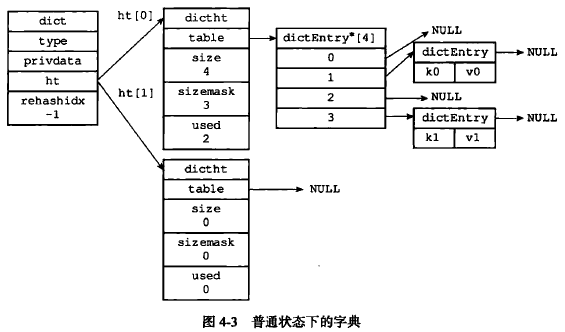 dict
type
privdata
ht
rehashidx
-1
ht[0]
ht[1]
dictht
table
size
4
sizemask
3
used
2
dictEntry*[4]
0
1
2
3
NULL
dictEntry
k0 v0
NULL
NULL
dictEntry
k1 v1
NULL
dictht
table
size
0
sizemask
0
used
0
NULL
图 4-3 普通状态下的字典